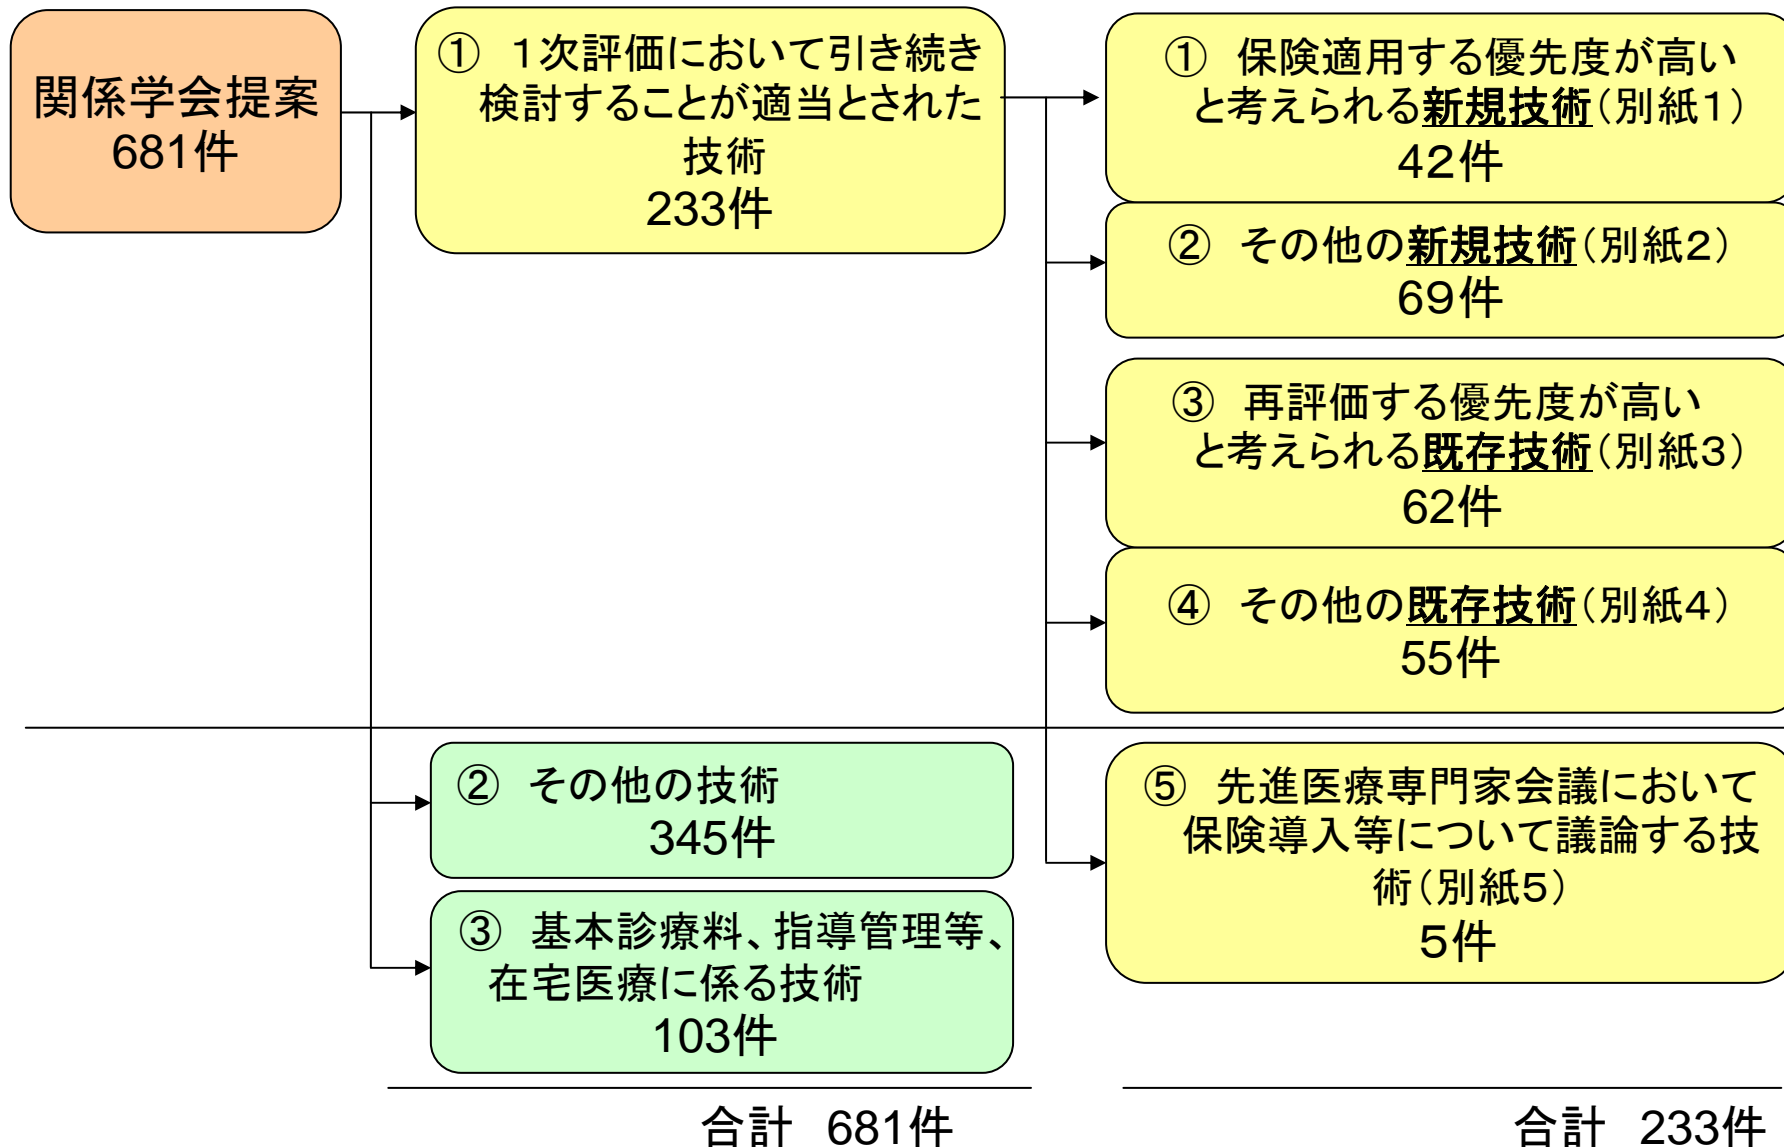 関係学会提案
681件
① 1次評価において引き続き
検討することが適当とされた
技術
233件
① 保険適用する優先度が高い
と考えられる新規技術(別紙1)
42件
② その他の新規技術(別紙2)
69件
③ 再評価する優先度が高い
と考えられる既存技術(別紙3)
62件
④ その他の既存技術(別紙4)
55件
② その他の技術
345件
③ 基本診療料、指導管理等、
在宅医療に係る技術
103件
⑤ 先進医療専門家会議において
保険導入等について議論する技
術(別紙5)
5件
合計 681件
合計 233件